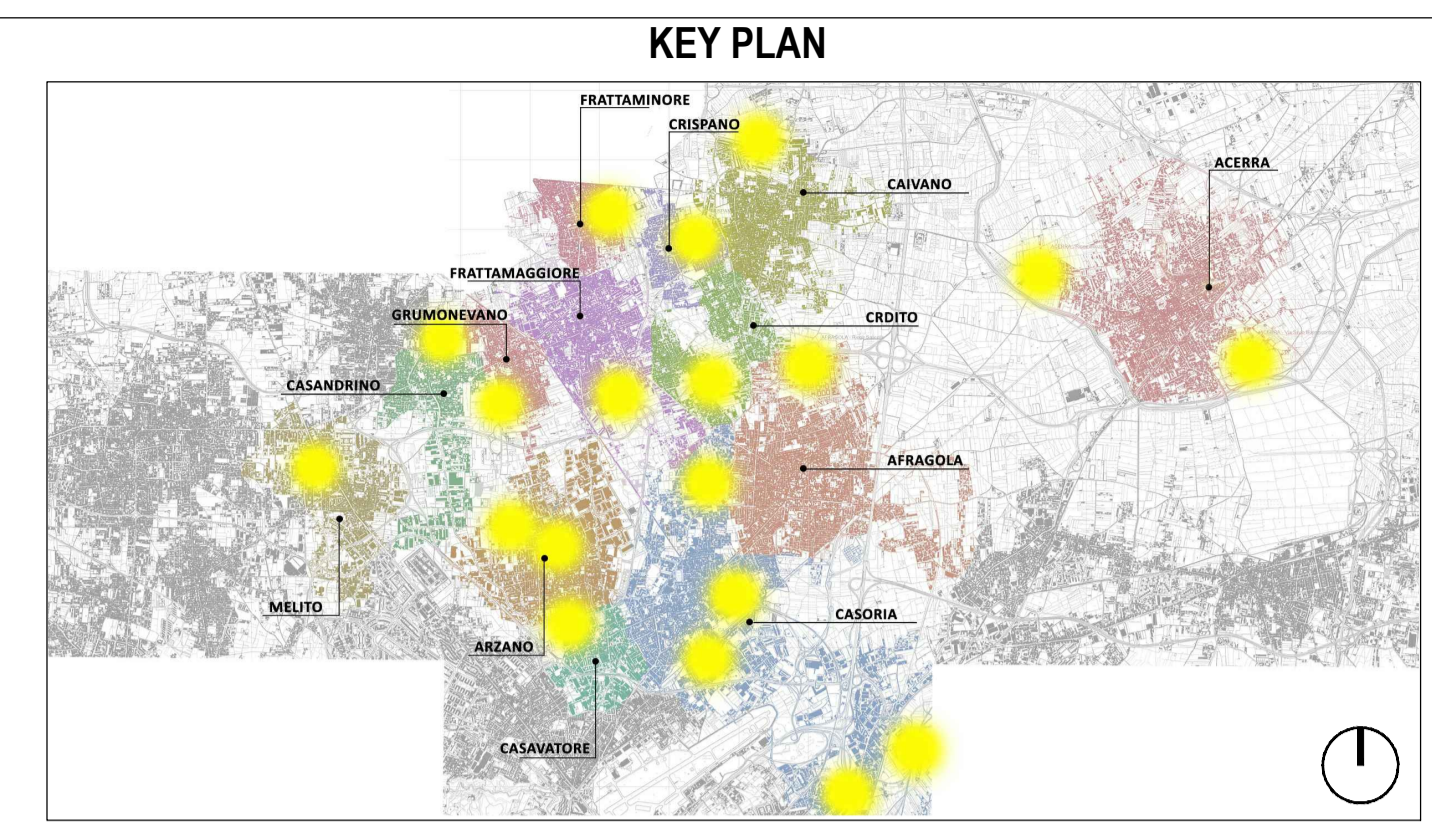 KEY PLAN
FRATTAMINORE
CRISPANO
ACERRA
CAIVANO
FRATTAMAGGIORE
GRUMONEVANO
CRDITO
CASANDRINO
AFRAGOLA
MELITO
CASORIA
ARZANO
CASAVATORE